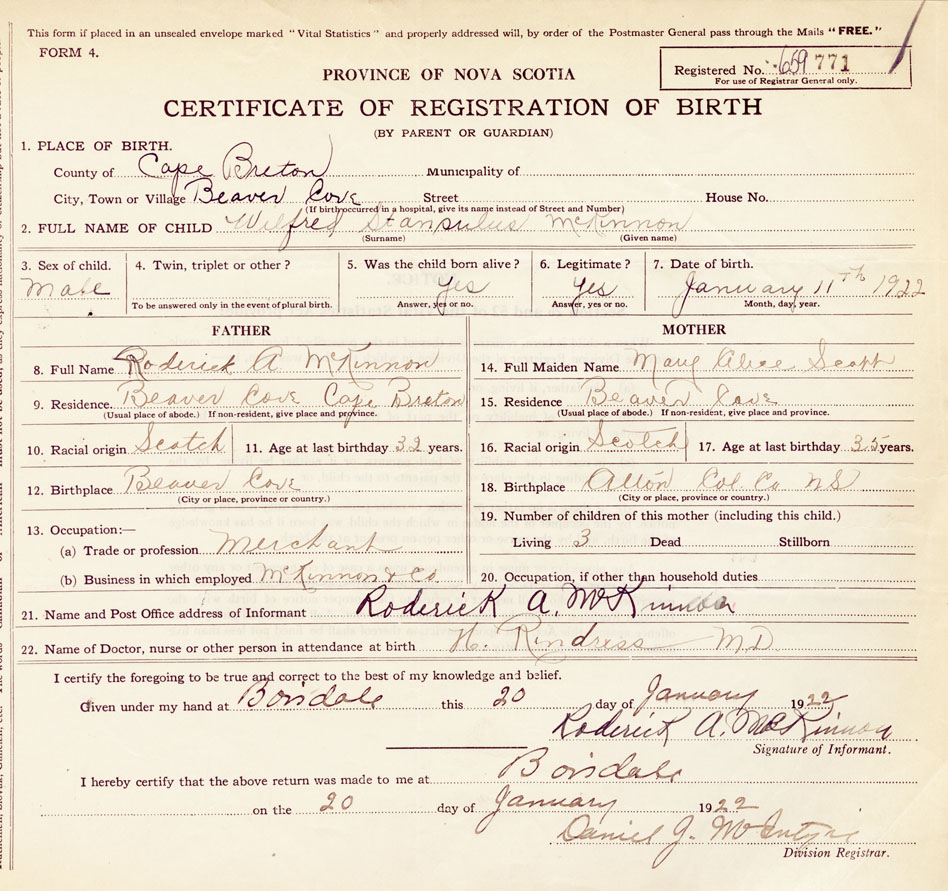 This form if placed in an unsealed envelope marked "Vital Statistics" and properly addressed will, by order of the Postmaster General pass through the Mails "FREE."
FORM 4.
Registered No. 659 771
For use of Registrar General only.
PROVINCE OF NOVA SCOTIA
CERTIFICATE OF REGISTRATION OF BIRTH
(BY PARENT OR GUARDIAN)
1. PLACE OF BIRTH.
County of Cape Breton Municipality of
City, Town or Village Beaver Cove Street House No.
(If birth occurred in a hospital, give its name instead of Street and Number)
2. FULL NAME OF CHILD Wilfred McKinnon
(Surname) (Given name)
3. Sex of child. 4. Twin, triplet or other? 5. Was the child born alive? 6. Legitimate? 7. Date of birth.
Male Yes Yes January 11th 1922
To be answered only in the event of plural birth. Answer, yes or no. Answer, yes or no. Month, day, year.
FATHER MOTHER
8. Full Name Roderick A McKinnon 14. Full Maiden Name Mary Alice Scott
9. Residence. Beaver Cove Cape Breton 15. Residence Beaver Cove
(Usual place of abode.) If non-resident, give place and province. (Usual place of abode.) If non-resident, give place and province.
10. Racial origin Scotch 11. Age at last birthday 32 years. 16. Racial origin Scotch 17. Age at last birthday 35 years.
12. Birthplace Beaver Cove 18. Birthplace Alton Col Co NS
(City or place, province or country.) (City or place, province or country.)
13. Occupation:— 19. Number of children of this mother (including this child.)
(a) Trade or profession Merchant Living 3 Dead Stillborn
(b) Business in which employed McKinnon & Co 20. Occupation, if other than household duties
21. Name and Post Office address of Informant Roderick A. McKinnon
22. Name of Doctor, nurse or other person in attendance at birth H. Kindress MD
I certify the foregoing to be true and correct to the best of my knowledge and belief.
Given under my hand at Boisdale this 20 day of January 1922
Roderick A. McKinnon
Signature of Informant.
I hereby certify that the above return was made to me at Boisdale
on the 20 day of January 1922
Daniel J. McIntyre
Division Registrar.